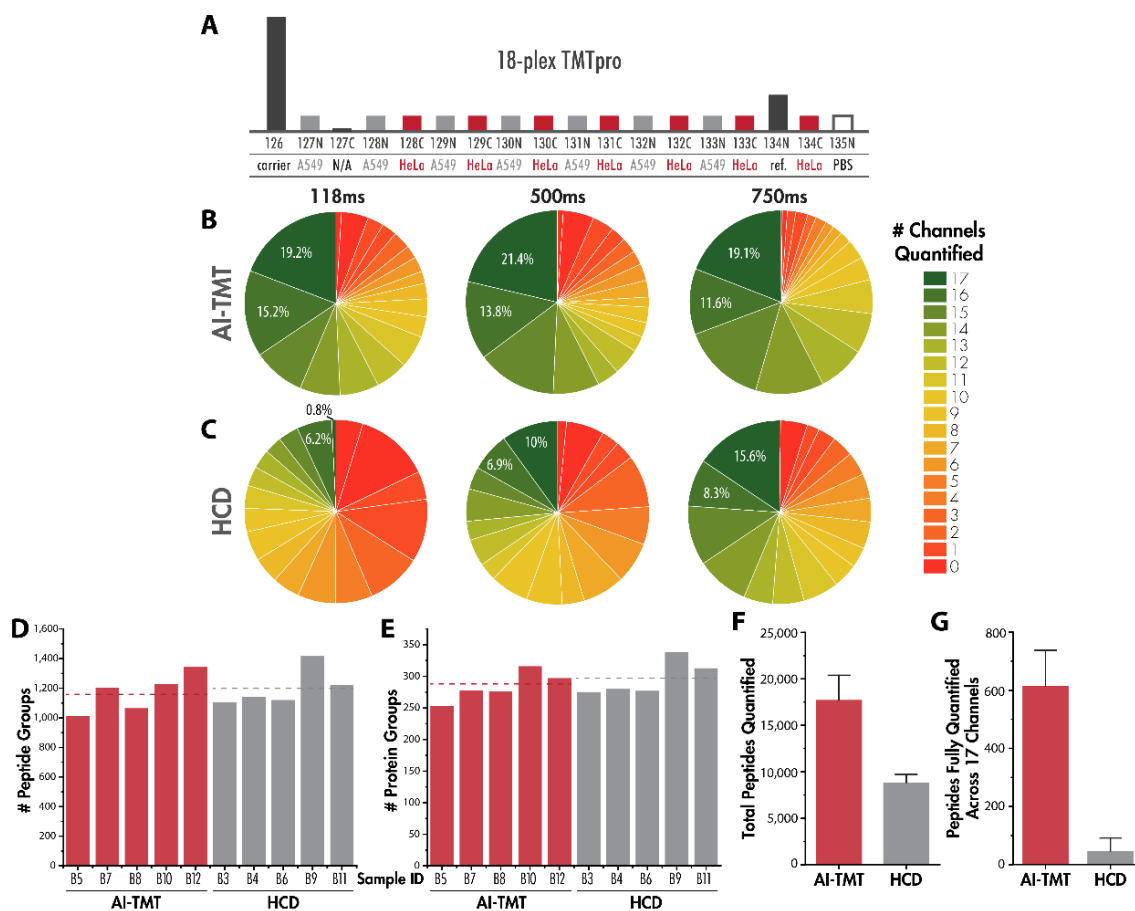 A
18-plex TMTpro
126 127N 127C 128N 128C 129N 129C 130N 130C 131N 131C 132N 132C 133N 133C 134N 134C 135N
carrier A549 N/A A549 HeLa A549 HeLa A549 HeLa A549 HeLa A549 HeLa A549 HeLa ref. HeLa PBS
118ms 500ms 750ms
B
AI-TMT
19.2%
15.2%
21.4%
13.8%
19.1%
11.6%
# Channels
Quantified
17
16
15
14
13
12
11
10
9
8
7
6
5
4
3
2
1
0
C
HCD
0.8%
6.2%
10%
6.9%
15.6%
8.3%
D
# Peptide Groups
1,600
1,400
1,200
1,000
800
600
400
200
0
B5 B7 B8 B10 B12 B3 B4 B6 B9 B11
AI-TMT HCD
Sample ID
E
# Protein Groups
350
300
250
200
150
100
50
0
B5 B7 B8 B10 B12 B3 B4 B6 B9 B11
AI-TMT HCD
F
Total Peptides Quantified
25,000
20,000
15,000
10,000
5,000
0
AI-TMT HCD
G
Peptides Fully Quantified
Across 17 Channels
800
600
400
200
0
AI-TMT HCD